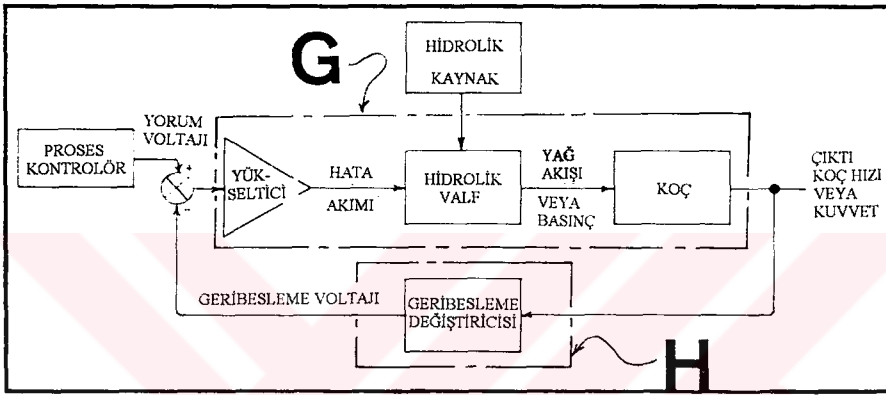 G
HİDROLİK
KAYNAK
YORUM
VOLTAJI
PROSES
KONTROLÖR
+
-
YÜK-
SELTİCİ
HATA
AKIMI
HİDROLİK
VALF
YAĞ
AKIŞI
VEYA
BASINÇ
KOÇ
ÇIKTI
KOÇ HIZI
VEYA
KUVVET
GERİBESLEME VOLTAJI
GERİBESLEME
DEĞİŞTİRİCİSİ
H